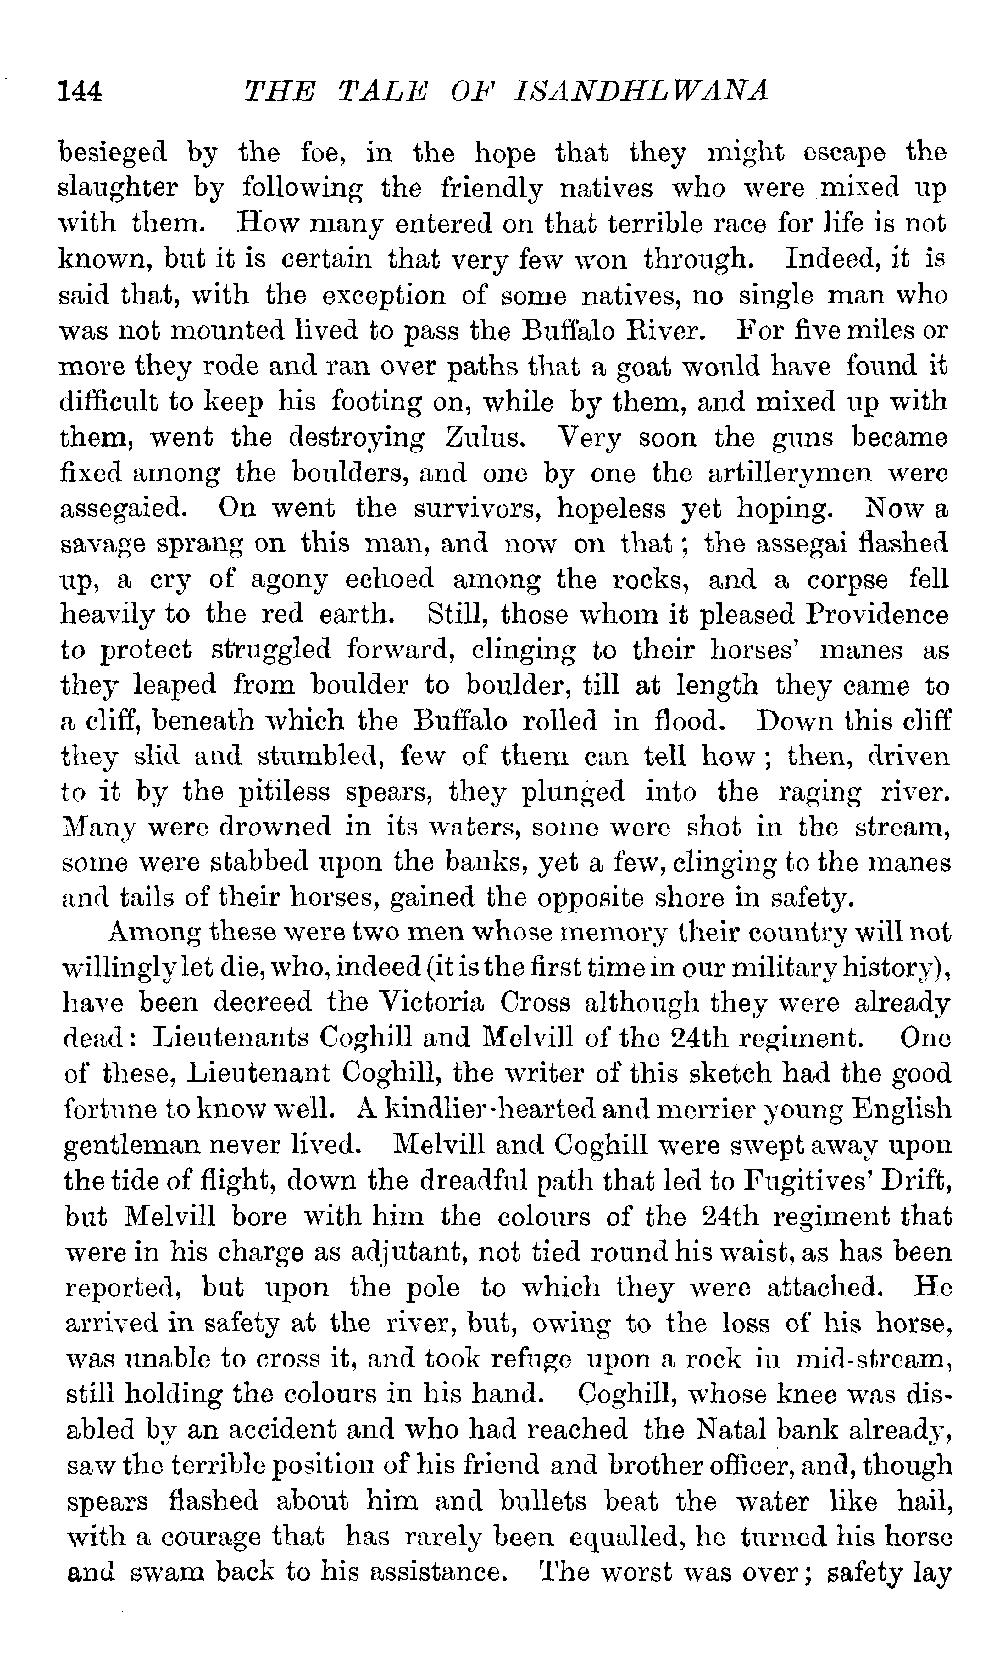 144 THE TALE OF ISANDHLWANA
besieged by the foe, in the hope that they might escape the
slaughter by following the friendly natives who were mixed up
with them. How many entered on that terrible race for life is not
known, but it is certain that very few won through. Indeed, it is
said that, with the exception of some natives, no single man who
was not mounted lived to pass the Buffalo River. For five miles or
more they rode and ran over paths that a goat would have found it
difficult to keep his footing on, while by them, and mixed up with
them, went the destroying Zulus. Very soon the guns became
fixed among the boulders, and one by one the artillerymen were
assegaied. On went the survivors, hopeless yet hoping. Now a
savage sprang on this man, and now on that; the assegai flashed
up, a cry of agony echoed among the rocks, and a corpse fell
heavily to the red earth. Still, those whom it pleased Providence
to protect struggled forward, clinging to their horses' manes as
they leaped from boulder to boulder, till at length they came to
a cliff, beneath which the Buffalo rolled in flood. Down this cliff
they slid and stumbled, few of them can tell how; then, driven
to it by the pitiless spears, they plunged into the raging river.
Many were drowned in its waters, some were shot in the stream,
some were stabbed upon the banks, yet a few, clinging to the manes
and tails of their horses, gained the opposite shore in safety.
Among these were two men whose memory their country will not
willingly let die, who, indeed (it is the first time in our military history),
have been decreed the Victoria Cross although they were already
dead: Lieutenants Coghill and Melvill of the 24th regiment. One
of these, Lieutenant Coghill, the writer of this sketch had the good
fortune to know well. A kindlier-hearted and merrier young English
gentleman never lived. Melvill and Coghill were swept away upon
the tide of flight, down the dreadful path that led to Fugitives' Drift,
but Melvill bore with him the colours of the 24th regiment that
were in his charge as adjutant, not tied round his waist, as has been
reported, but upon the pole to which they were attached. He
arrived in safety at the river, but, owing to the loss of his horse,
was unable to cross it, and took refuge upon a rock in mid-stream,
still holding the colours in his hand. Coghill, whose knee was dis-
abled by an accident and who had reached the Natal bank already,
saw the terrible position of his friend and brother officer, and, though
spears flashed about him and bullets beat the water like hail,
with a courage that has rarely been equalled, he turned his horse
and swam back to his assistance. The worst was over; safety lay